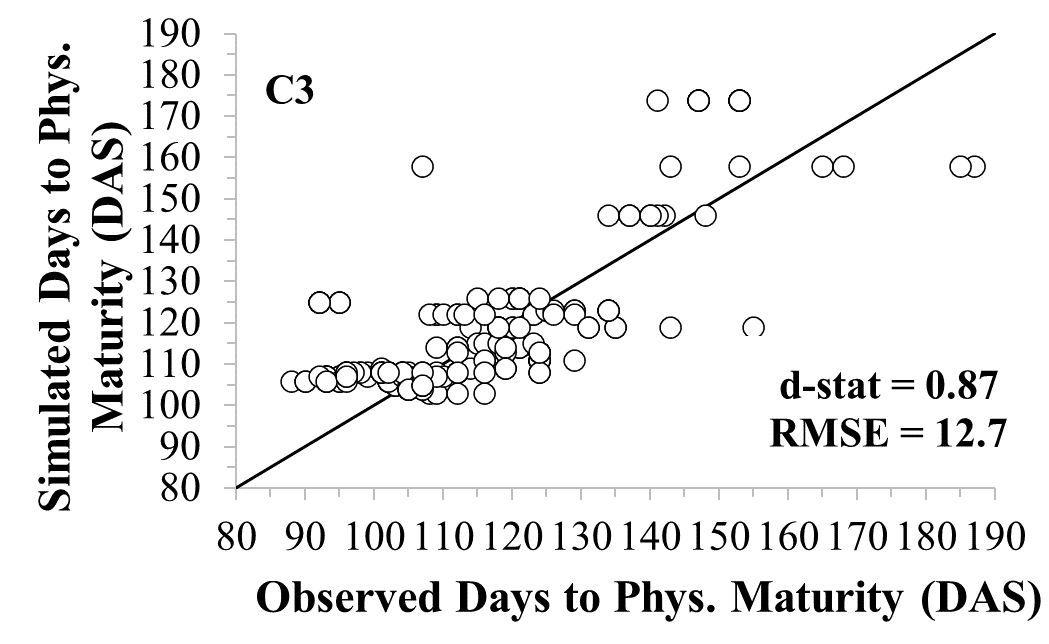 Simulated Days to Phys.
Maturity (DAS)
190
180
170
160
150
140
130
120
110
100
90
80
C3
d-stat = 0.87
RMSE = 12.7
80 90 100 110 120 130 140 150 160 170 180 190
Observed Days to Phys. Maturity (DAS)